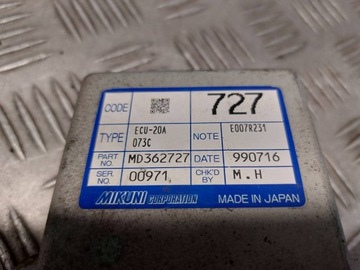 CODE 727
TYPE ECU-20A NOTE E007R231
073C
PART NO. MD362727 DATE 990716
SER. NO. 00971 CHK'D BY M.H
MIKUNI CORPORATION MADE IN JAPAN